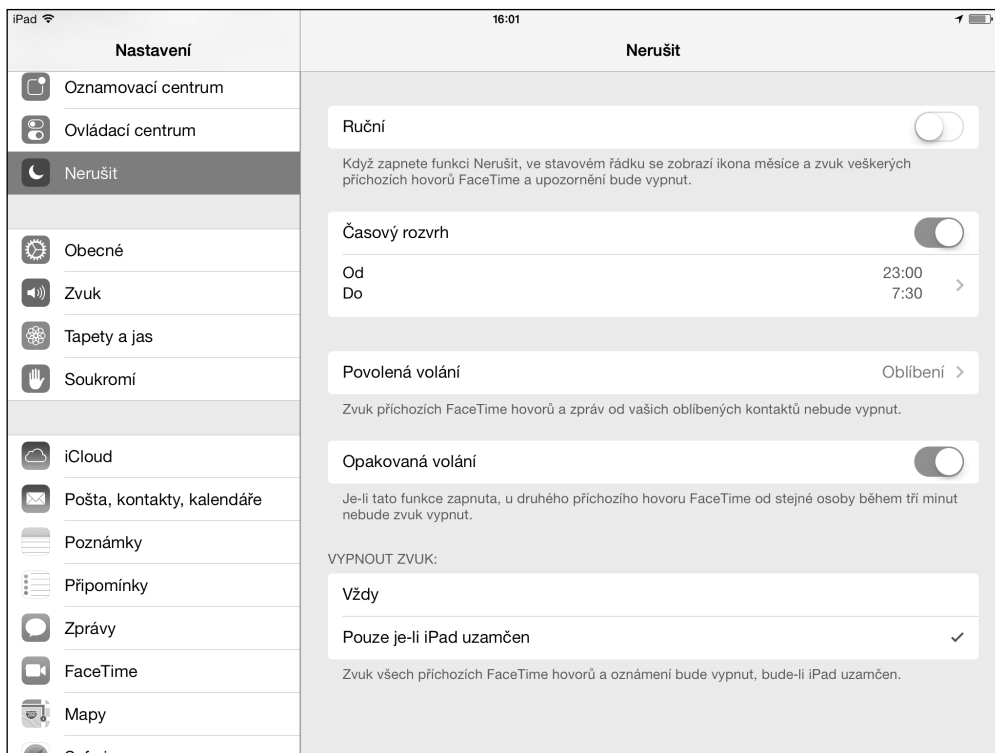 iPad
16:01
Nastavení
Nerušit
Oznamovací centrum
Ovládací centrum
Nerušit
Obecné
Zvuk
Tapety a jas
Soukromí
iCloud
Pošta, kontakty, kalendáře
Poznámky
Připomínky
Zprávy
FaceTime
Mapy
Ruční
Když zapnete funkci Nerušit, ve stavovém řádku se zobrazí ikona měsíce a zvuk veškerých
příchozích hovorů FaceTime a upozornění bude vypnut.
Časový rozvrh
Od 23:00
Do 7:30
Povolená volání Oblíbení
Zvuk příchozích FaceTime hovorů a zpráv od vašich oblíbených kontaktů nebude vypnut.
Opakovaná volání
Je-li tato funkce zapnuta, u druhého příchozího hovoru FaceTime od stejné osoby během tří minut
nebude zvuk vypnut.
VYPNOUT ZVUK:
Vždy
Pouze je-li iPad uzamčen
Zvuk všech příchozích FaceTime hovorů a oznámení bude vypnut, bude-li iPad uzamčen.